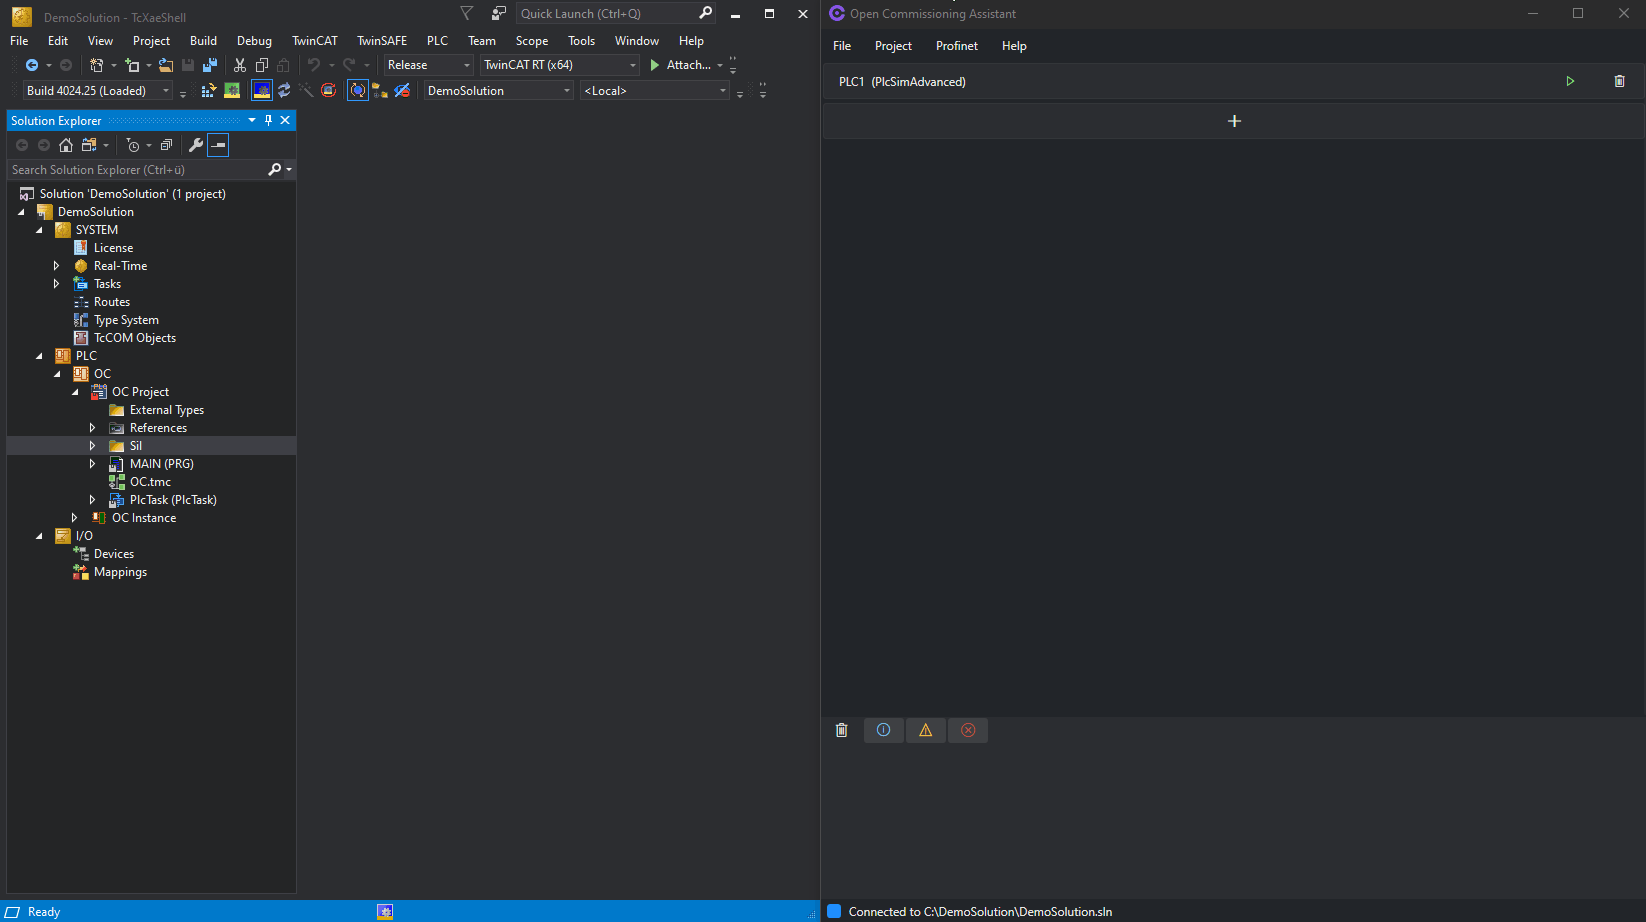 DemoSolution - TcXaeShell
Quick Launch (Ctrl+Q)
File Edit View Project Build Debug TwinCAT TwinSAFE PLC Team Scope Tools Window Help
Release TwinCAT RT (x64) Attach...
Build 4024.25 (Loaded) DemoSolution <Local>
Solution Explorer
Search Solution Explorer (Ctrl+ü)
Solution 'DemoSolution' (1 project)
DemoSolution
SYSTEM
License
Real-Time
Tasks
Routes
Type System
TcCOM Objects
PLC
OC
OC Project
External Types
References
Sil
MAIN (PRG)
OC.tmc
PlcTask (PlcTask)
OC Instance
I/O
Devices
Mappings
Ready
Open Commissioning Assistant
File Project Profinet Help
PLC1 (PlcSimAdvanced)
Connected to C:\DemoSolution\DemoSolution.sln